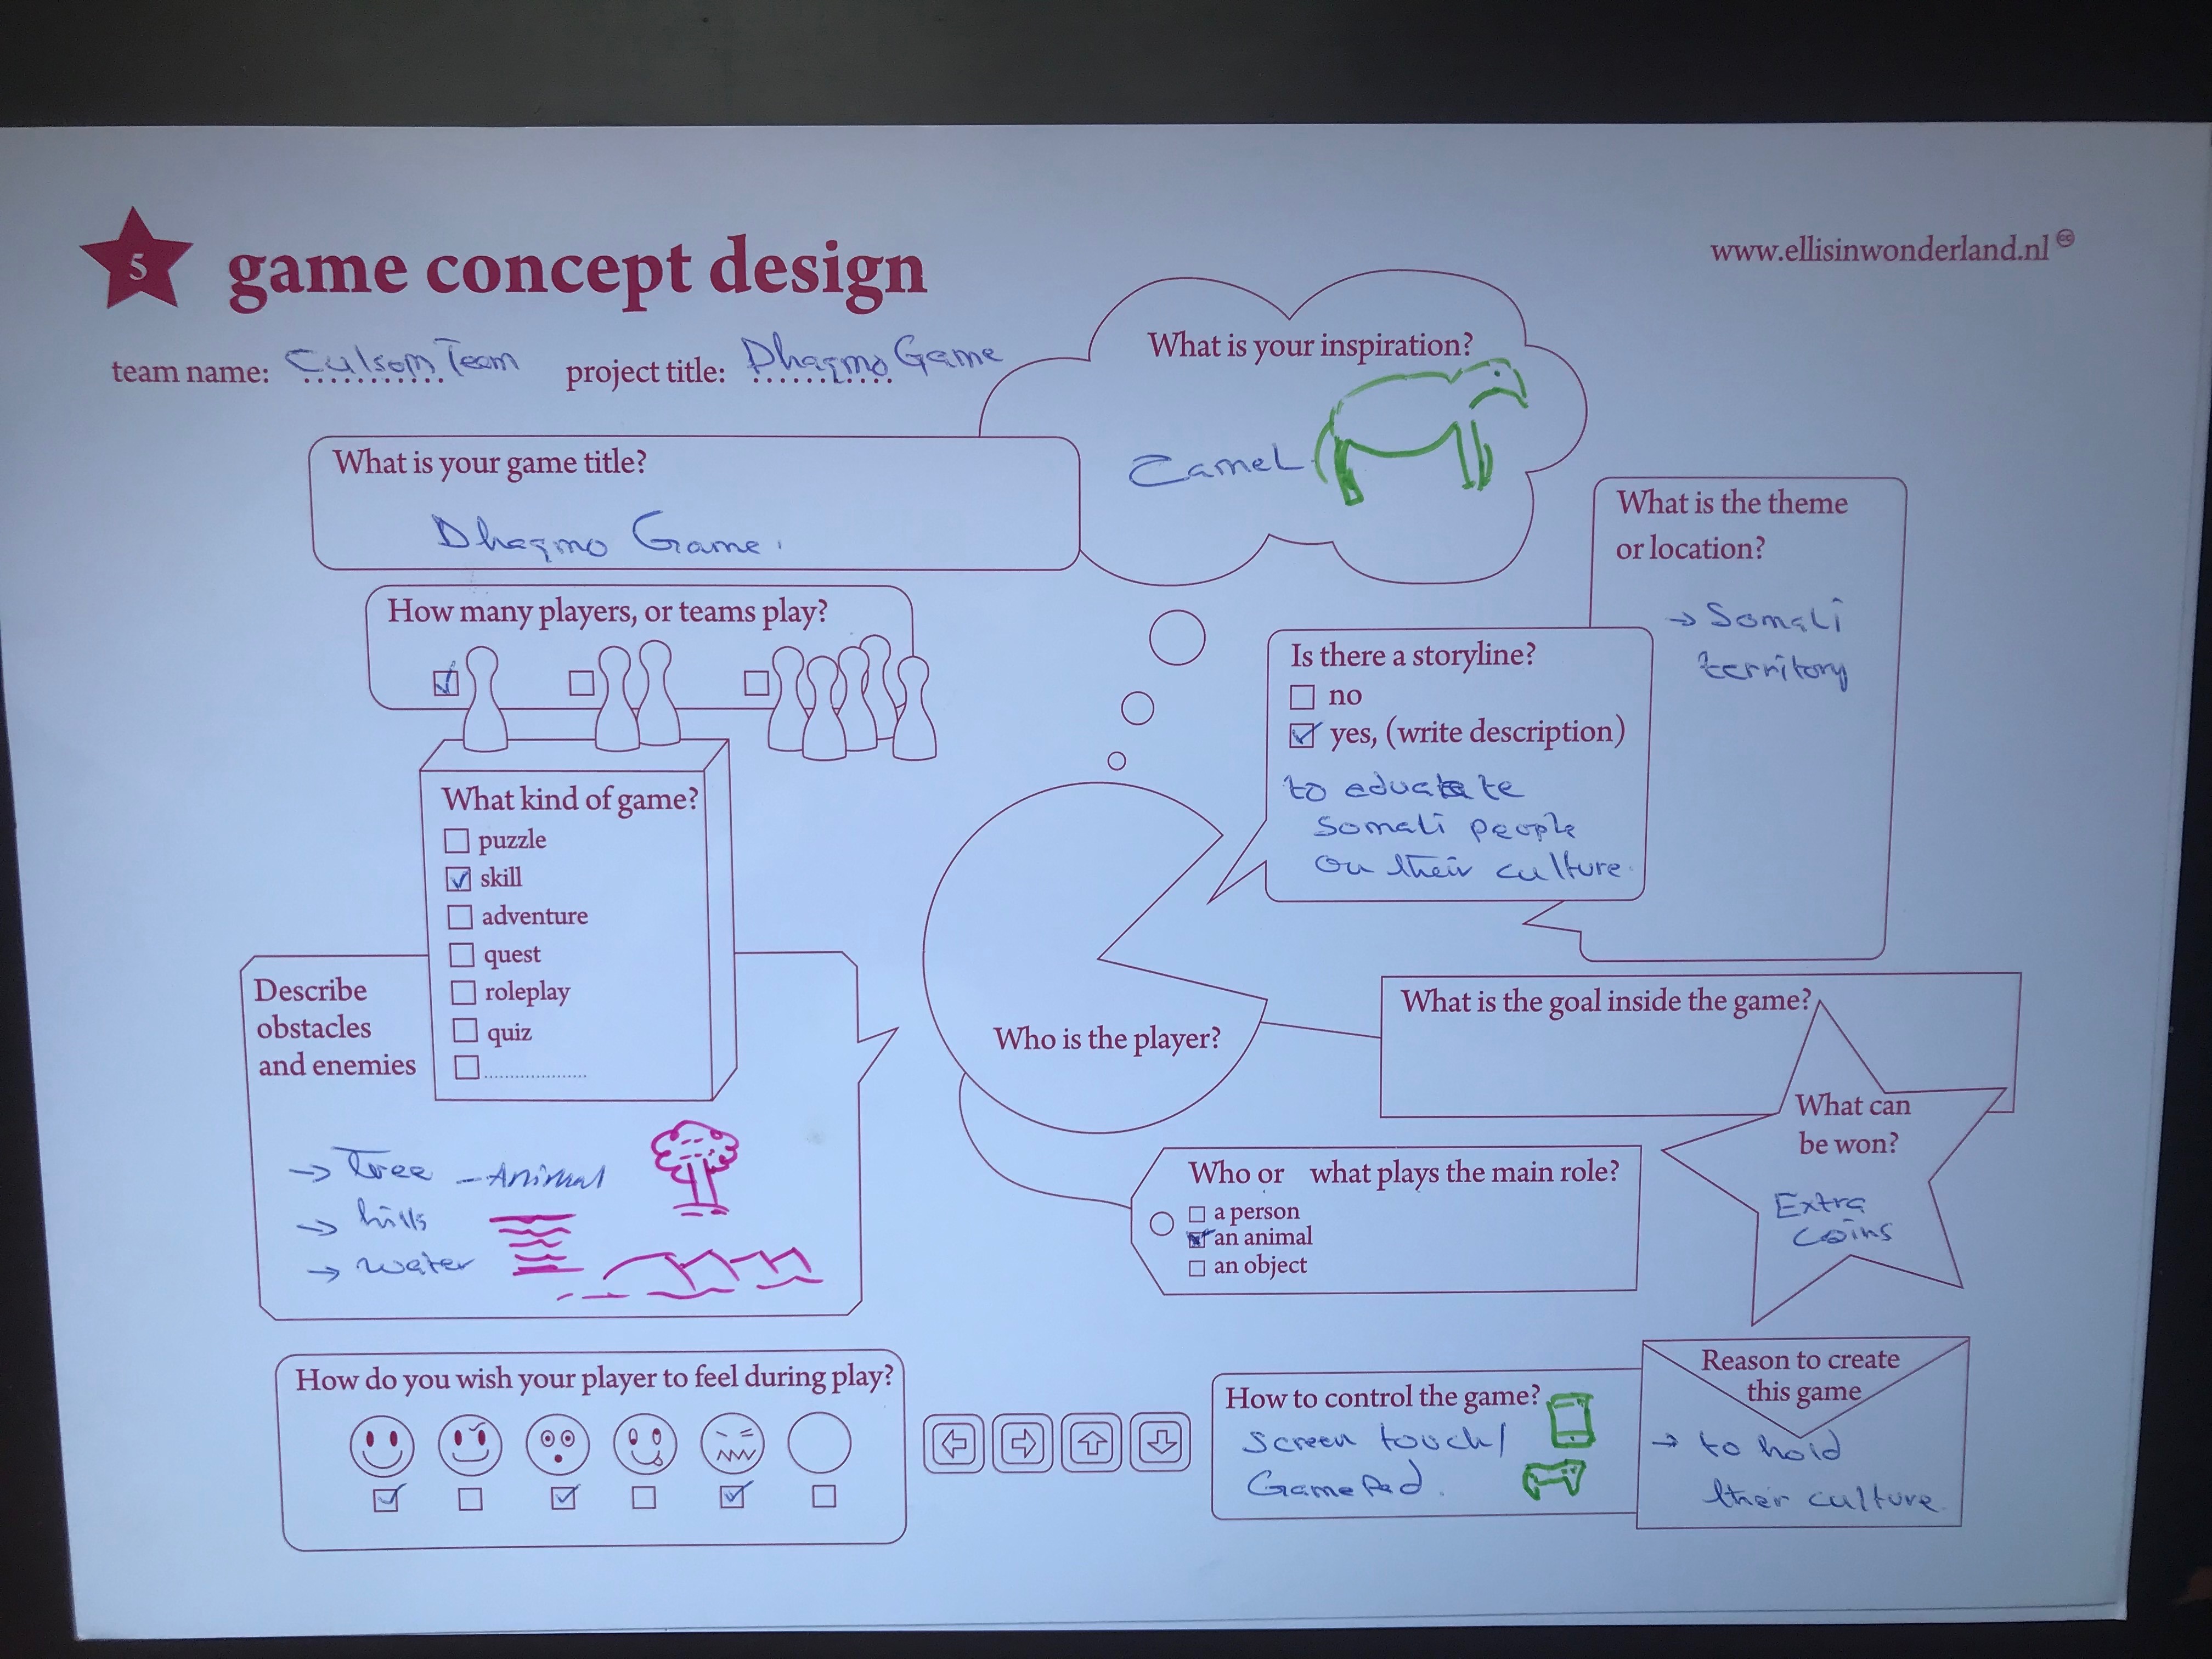 5
game concept design
www.ellisinwonderland.nl
cc
team name: Culsom Team project title: Dhaqmo Game
What is your inspiration?
Camel
What is your game title?
Dhaqmo Game.
What is the theme
or location?
→ Somali
territory
How many players, or teams play?
Is there a storyline?
no
yes, (write description)
to educate
Somali people
on their culture.
What kind of game?
puzzle
skill
adventure
quest
roleplay
quiz
Describe
obstacles
and enemies
→ Tree - Animal
→ hills
→ water
Who is the player?
What is the goal inside the game?
What can
be won?
Extra
coins
Who or what plays the main role?
a person
an animal
an object
How do you wish your player to feel during play?
How to control the game?
Screen touch/
GamePad.
Reason to create
this game
→ to hold
their culture.